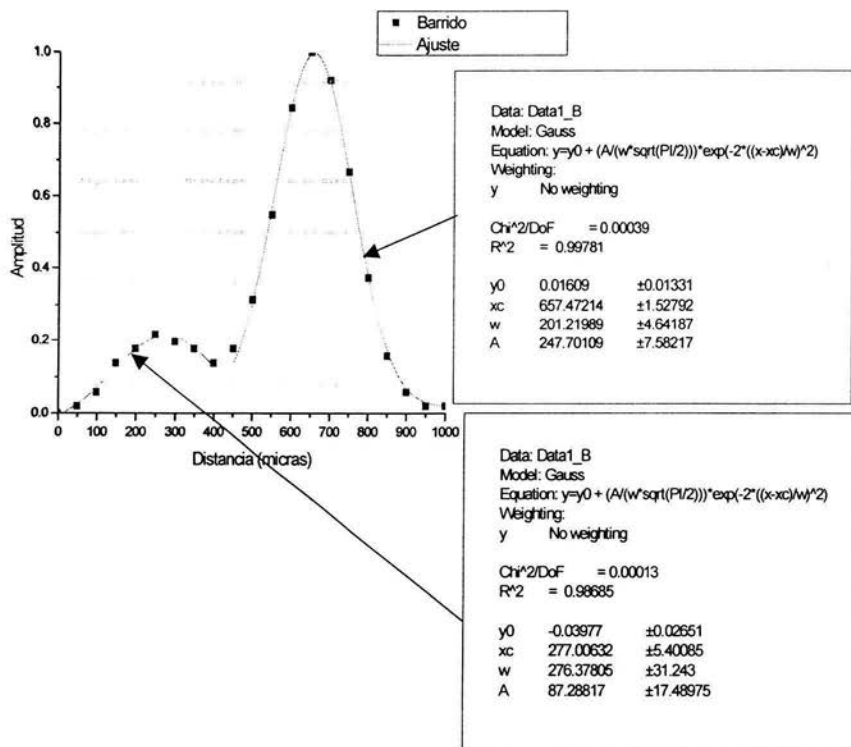 Barrido
Ajuste
1.0
0.8
0.6
0.4
0.2
0.0
Amplitud
0 100 200 300 400 500 600 700 800 900 1000
Distancia (micras)
Data: Data1_B
Model: Gauss
Equation: y=y0 + (A/(w*sqrt(PI/2)))*exp(-2*((x-xc)/w)^2)
Weighting:
y No weighting
Chi^2/DoF = 0.00039
R^2 = 0.99781
y0 0.01609 ±0.01331
xc 657.47214 ±1.52792
w 201.21989 ±4.64187
A 247.70109 ±7.58217
Data: Data1_B
Model: Gauss
Equation: y=y0 + (A/(w*sqrt(PI/2)))*exp(-2*((x-xc)/w)^2)
Weighting:
y No weighting
Chi^2/DoF = 0.00013
R^2 = 0.98685
y0 -0.03977 ±0.02651
xc 277.00632 ±5.40085
w 276.37805 ±31.243
A 87.28817 ±17.48975